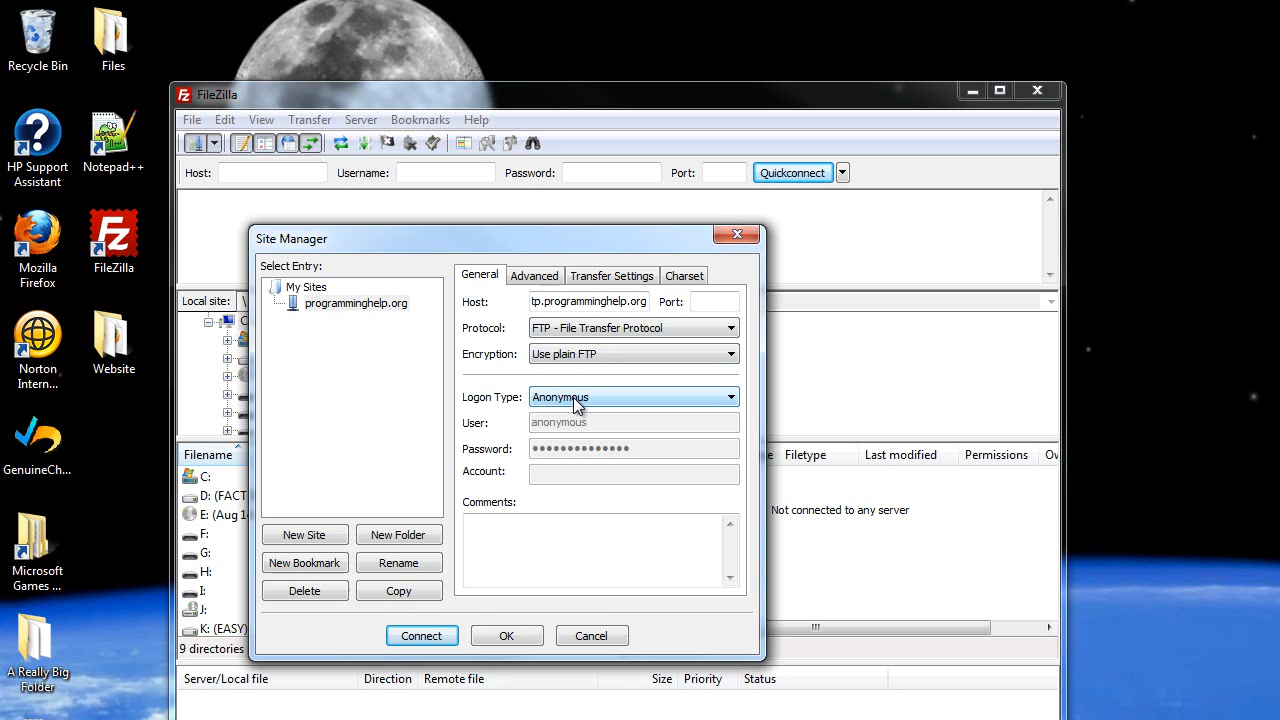 Recycle Bin
Files
HP Support
Assistant
Notepad++
Mozilla
Firefox
FileZilla
Norton
Intern...
Website
GenuineCh...
Microsoft
Games ...
A Really Big
Folder
FileZilla
File Edit View Transfer Server Bookmarks Help
Host: Username: Password: Port: Quickconnect
Local site: \
Filename
C:
D: (FACT
E: (Aug 14
F:
G:
H:
I:
J:
K: (EASY)
9 directories
Filetype Last modified Permissions Ov
Not connected to any server
Server/Local file Direction Remote file Size Priority Status
Site Manager
Select Entry:
My Sites
programminghelp.org
New Site New Folder
New Bookmark Rename
Delete Copy
General Advanced Transfer Settings Charset
Host: tp.programminghelp.org Port:
Protocol: FTP - File Transfer Protocol
Encryption: Use plain FTP
Logon Type: Anonymous
User: anonymous
Password: ••••••••••••••
Account:
Comments:
Connect OK Cancel